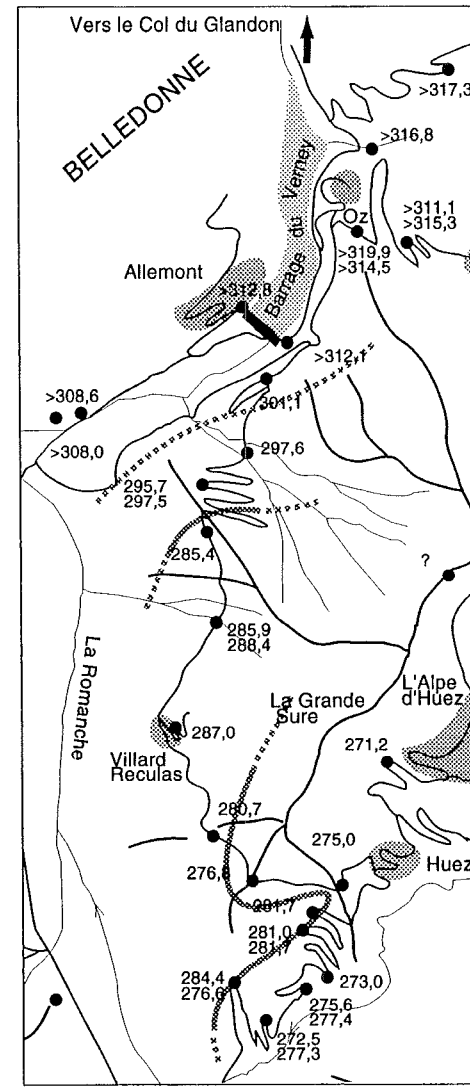 Vers le Col du Glandon
BELLEDONNE
>317,3
>316,8
Barrage du Verney
Oz
>311,1
>315,3
>319,9
>314,5
Allemont
>312,8
>312,1
>308,6
301,1
>308,0
297,6
295,7
297,5
285,4
?
285,9
288,4
La Romanche
L'Alpe
d'Huez
La Grande
Sure
287,0
271,2
Villard
Reculas
280,7
275,0
276,8
Huez
281,7
281,0
281,7
284,4
276,6
273,0
275,6
277,4
272,5
277,3